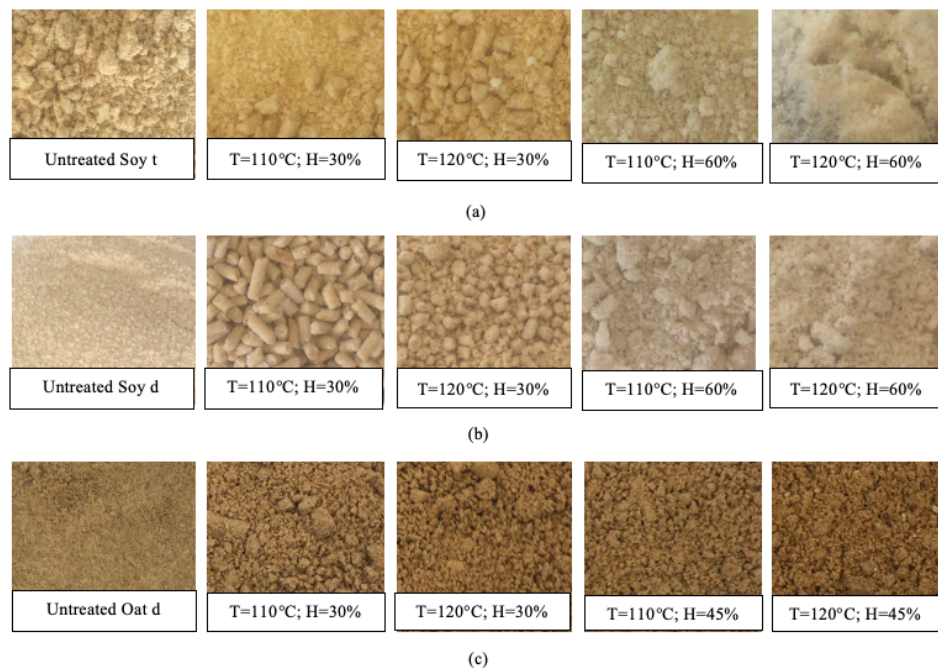 Untreated Soy t
T=110℃; H=30%
T=120℃; H=30%
T=110℃; H=60%
T=120℃; H=60%
(a)
Untreated Soy d
T=110℃; H=30%
T=120℃; H=30%
T=110℃; H=60%
T=120℃; H=60%
(b)
Untreated Oat d
T=110℃; H=30%
T=120℃; H=30%
T=110℃; H=45%
T=120℃; H=45%
(c)